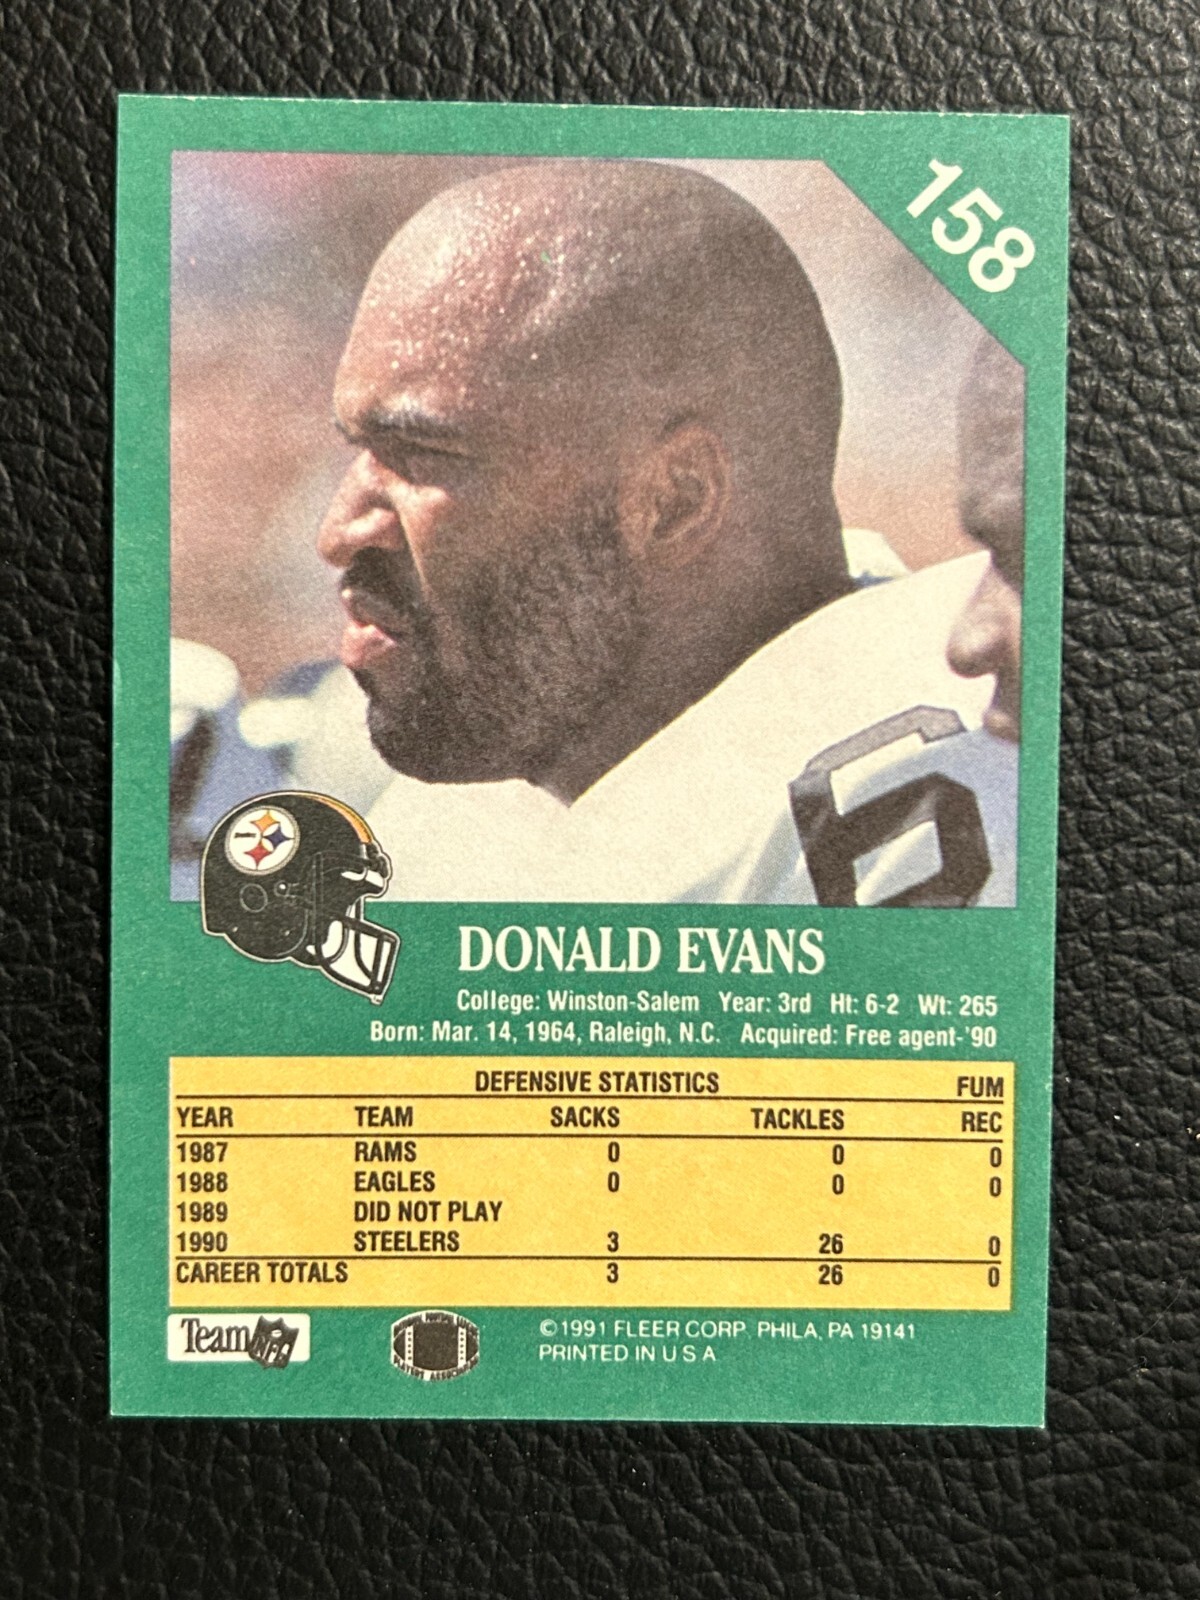 158
DONALD EVANS
College: Winston-Salem Year: 3rd Ht: 6-2 Wt: 265
Born: Mar. 14, 1964, Raleigh, N.C. Acquired: Free agent-'90
DEFENSIVE STATISTICS FUM
YEAR TEAM SACKS TACKLES REC
1987 RAMS 0 0 0
1988 EAGLES 0 0 0
1989 DID NOT PLAY
1990 STEELERS 3 26 0
CAREER TOTALS 3 26 0
Team NFL
©1991 FLEER CORP. PHILA, PA 19141
PRINTED IN U S A